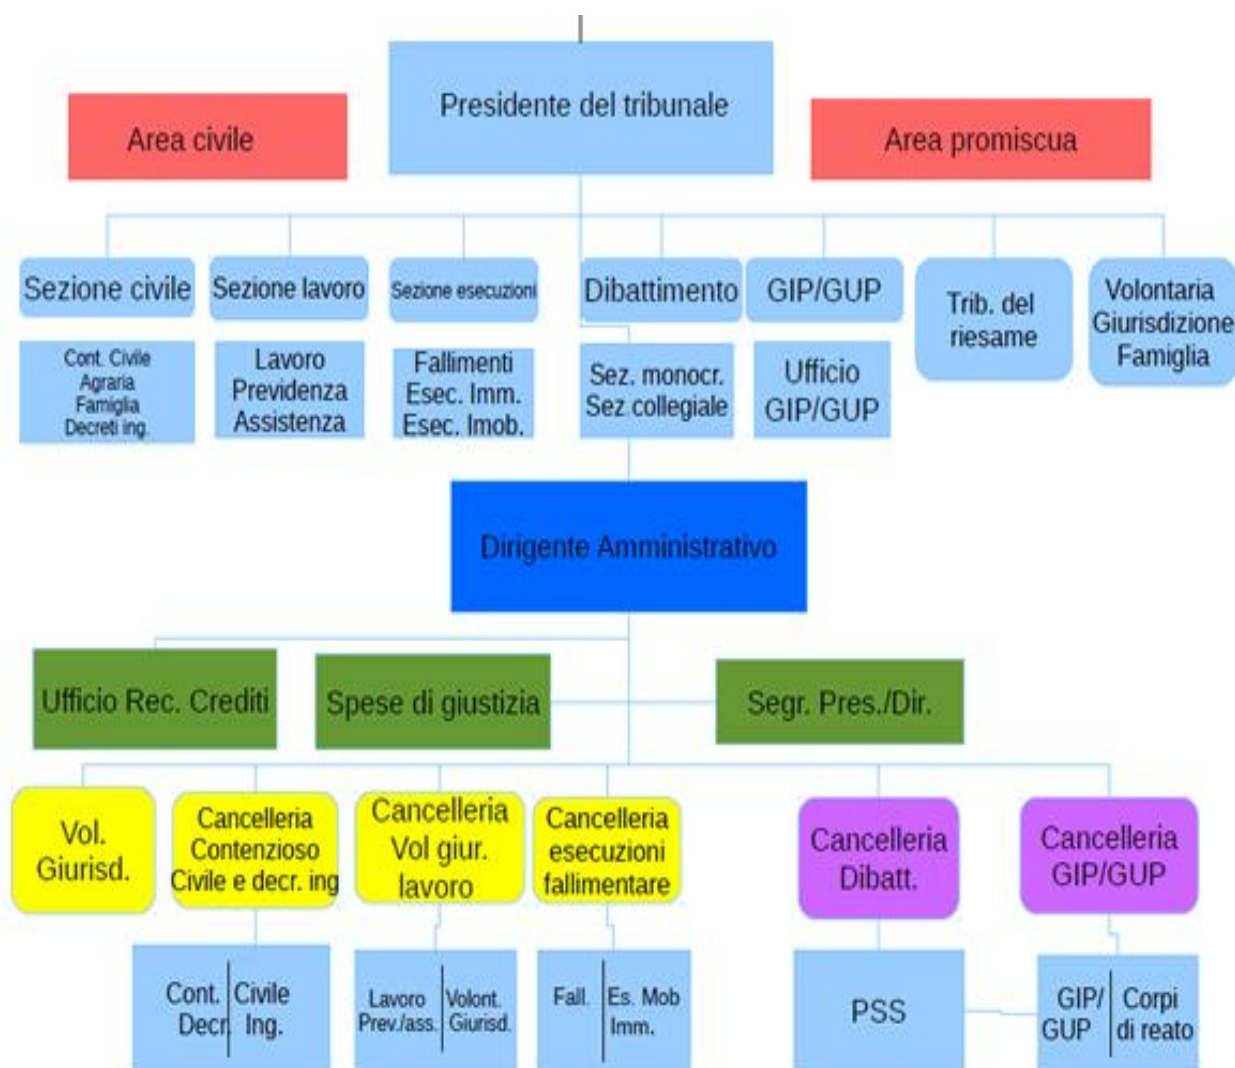 Presidente del tribunale
Area civile
Area promiscua
Sezione civile
Sezione lavoro
Sezione esecuzioni
Dibattimento
GIP/GUP
Trib. del
riesame
Volontaria
Giurisdizione
Famiglia
Cont. Civile
Agraria
Famiglia
Decreti ing.
Lavoro
Previdenza
Assistenza
Fallimenti
Esec. Imm.
Esec. Imob.
Sez. monocr.
Sez collegiale
Ufficio
GIP/GUP
Dirigente Amministrativo
Ufficio Rec. Crediti
Spese di giustizia
Segr. Pres./Dir.
Vol.
Giurisd.
Cancelleria
Contenzioso
Civile e decr. ing
Cancelleria
Vol giur.
lavoro
Cancelleria
esecuzioni
fallimentare
Cancelleria
Dibatt.
Cancelleria
GIP/GUP
Cont. Civile
Decr. Ing.
Lavoro
Prev./ass.
Volont.
Giurisd.
Fall.
Es. Mob
Imm.
PSS
GIP/
GUP
Corpi
di reato